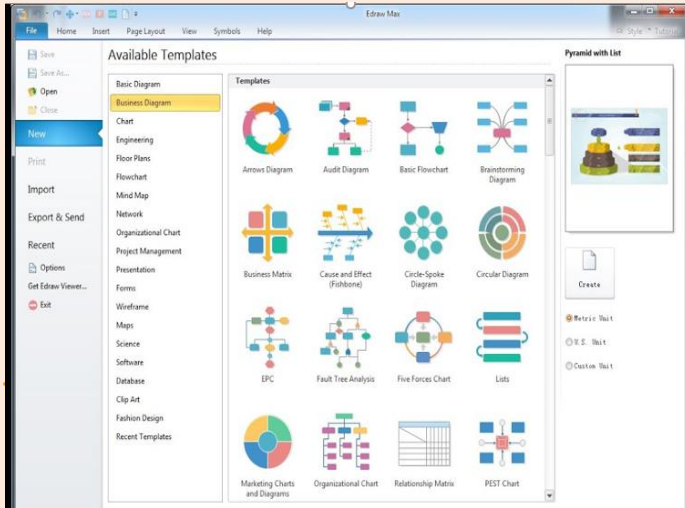 Edraw Max
File Home Insert Page Layout View Symbols Help
Style Tutorial
Save
Save As...
Open
Close
New
Print
Import
Export & Send
Recent
Options
Get Edraw Viewer...
Exit
Available Templates
Basic Diagram
Business Diagram
Chart
Engineering
Floor Plans
Flowchart
Mind Map
Network
Organizational Chart
Project Management
Presentation
Forms
Wireframe
Maps
Science
Software
Database
Clip Art
Fashion Design
Recent Templates
Templates
Arrows Diagram
Audit Diagram
Basic Flowchart
Brainstorming
Diagram
Business Matrix
Cause and Effect
(Fishbone)
Circle-Spoke
Diagram
Circular Diagram
EPC
Fault Tree Analysis
Five Forces Chart
Lists
Marketing Charts
and Diagrams
Organizational Chart
Relationship Matrix
PEST Chart
Pyramid with List
Create
Metric Unit
U.S. Unit
Custom Unit